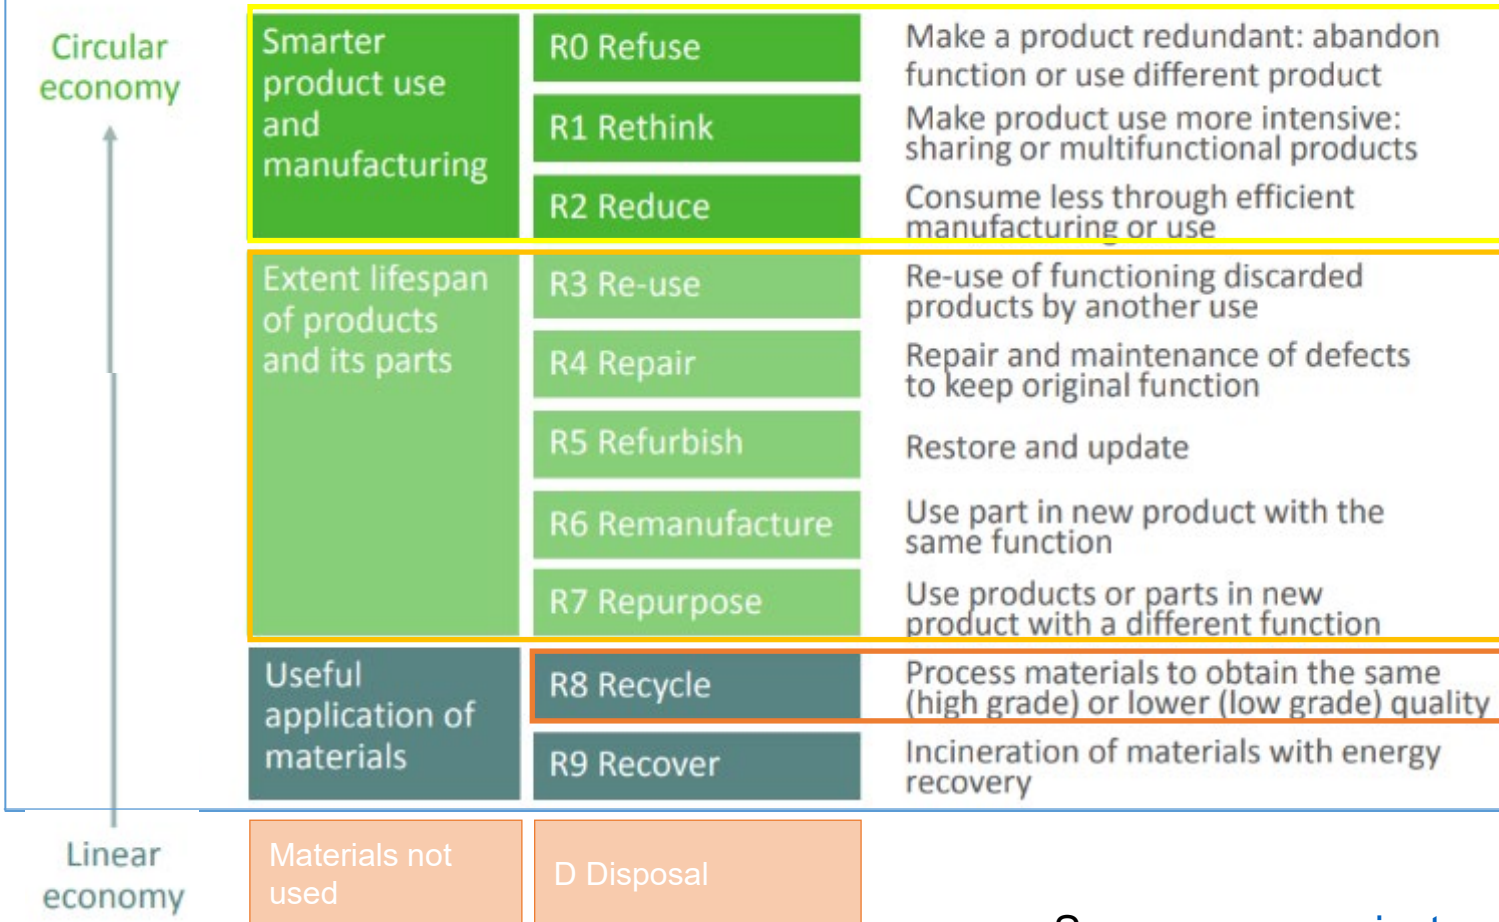 Circular
economy
Smarter
product use
and
manufacturing
R0 Refuse
Make a product redundant: abandon
function or use different product
R1 Rethink
Make product use more intensive:
sharing or multifunctional products
R2 Reduce
Consume less through efficient
manufacturing or use
Extent lifespan
of products
and its parts
R3 Re-use
Re-use of functioning discarded
products by another use
R4 Repair
Repair and maintenance of defects
to keep original function
R5 Refurbish
Restore and update
R6 Remanufacture
Use part in new product with the
same function
R7 Repurpose
Use products or parts in new
product with a different function
Useful
application of
materials
R8 Recycle
Process materials to obtain the same
(high grade) or lower (low grade) quality
R9 Recover
Incineration of materials with energy
recovery
Linear
economy
Materials not
used
D Disposal